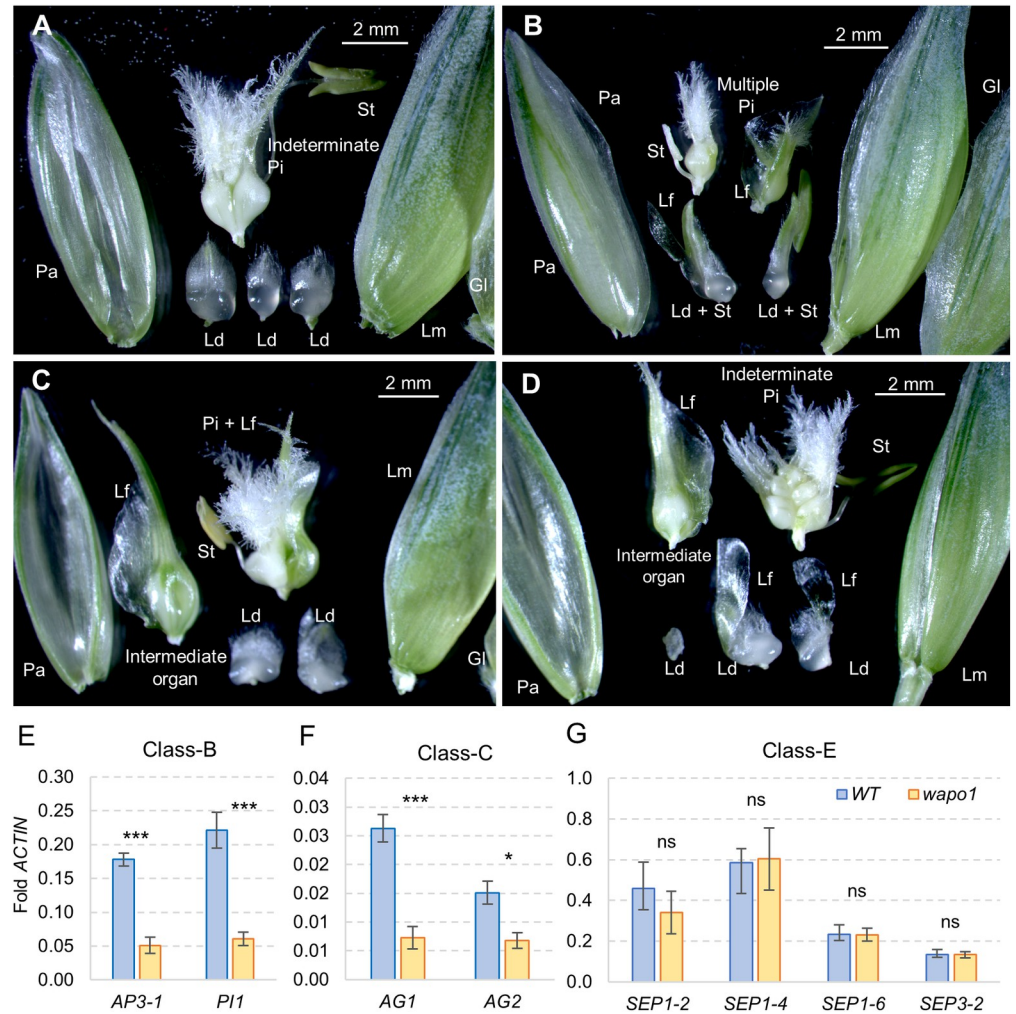 A
2 mm
St
Indeterminate
Pi
Pa
Gl
Ld
Ld
Ld
Lm
B
2 mm
Pa
Multiple
Pi
Gl
St
Lf
Lf
Pa
Ld + St
Ld + St
Lm
C
2 mm
Pi + Lf
Lm
Lf
St
Ld
Ld
Intermediate
organ
Pa
Gl
D
Indeterminate
Pi
2 mm
Lf
St
Intermediate
organ
Lf
Lf
Ld
Ld
Ld
Lm
Pa
E
Class-B
Fold ACTIN
0.30
0.25
0.20
0.15
0.10
0.05
0.00
***
***
AP3-1
PI1
F
Class-C
0.04
0.03
0.03
0.02
0.02
0.01
0.01
0.00
***
*
AG1
AG2
G
Class-E
1.0
0.8
0.6
0.4
0.2
0.0
WT
wapo1
ns
ns
ns
ns
SEP1-2
SEP1-4
SEP1-6
SEP3-2